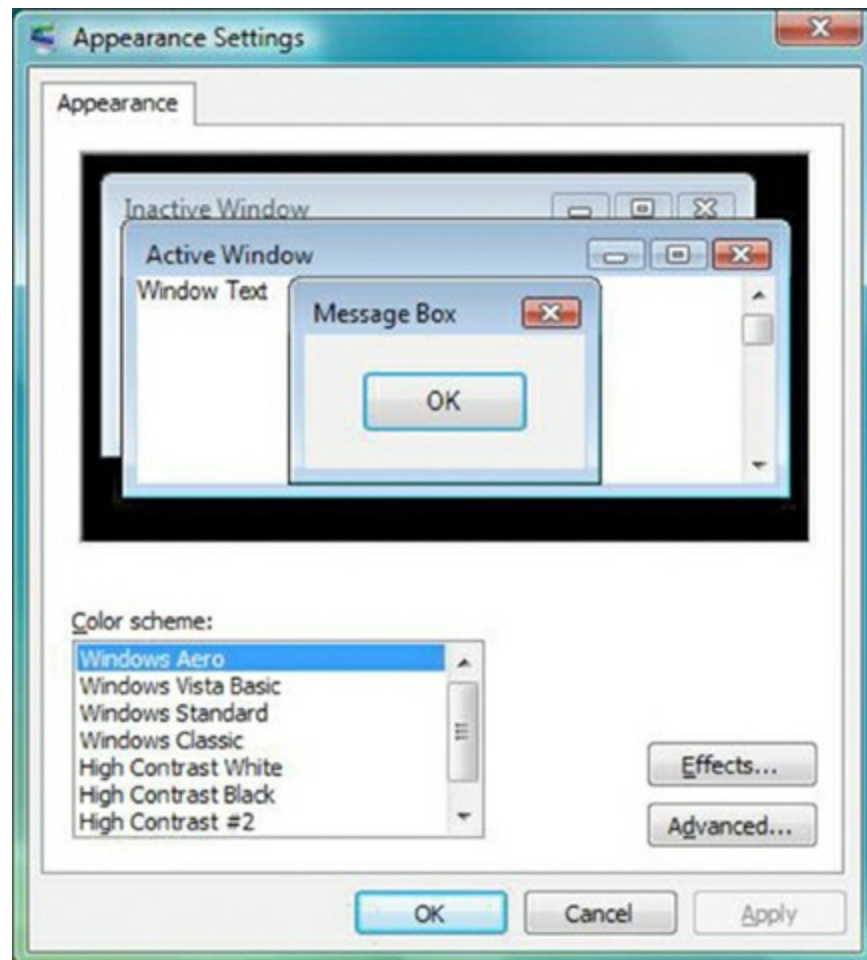 Appearance Settings
Appearance
Inactive Window
Active Window
Window Text
Message Box
OK
Color scheme:
Windows Aero
Windows Vista Basic
Windows Standard
Windows Classic
High Contrast White
High Contrast Black
High Contrast #2
Effects...
Advanced...
OK Cancel Apply